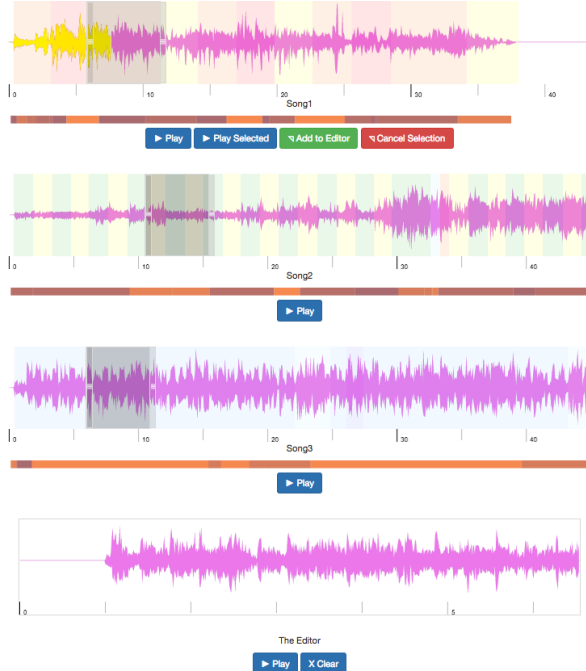 0 10 20 30 40
Song1
► Play ► Play Selected Add to Editor Cancel Selection
0 10 20 30 40
Song2
► Play
0 10 20 30 40
Song3
► Play
0 5
The Editor
► Play X Clear